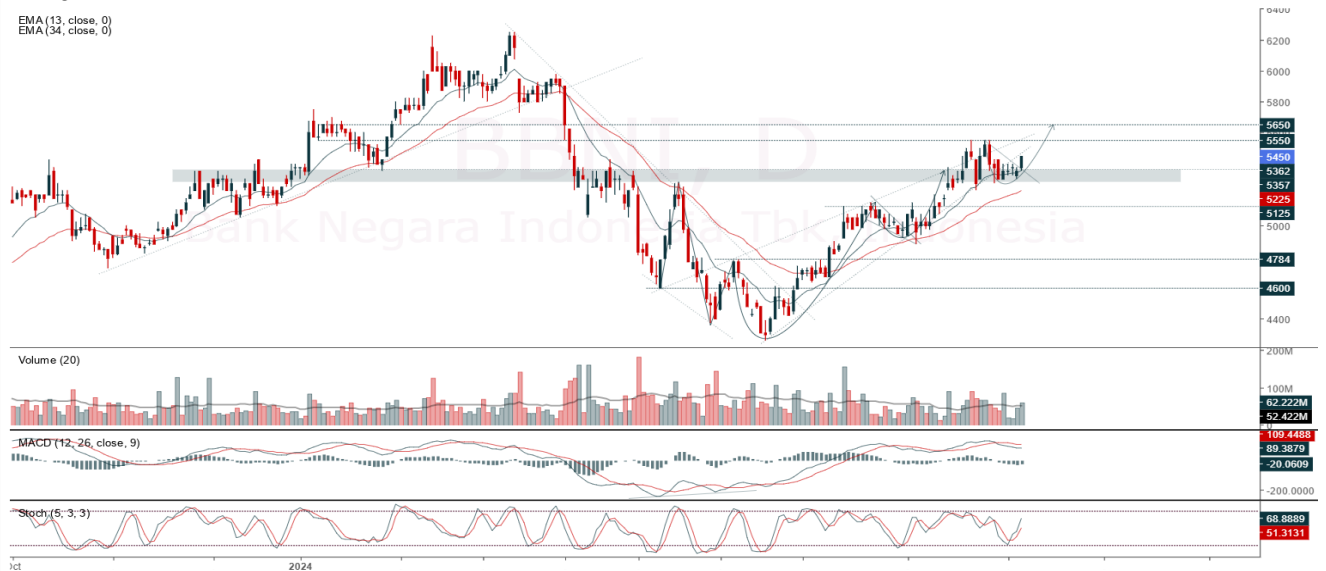 EMA (13, close, 0)
EMA (34, close, 0)
BBNI, D
Bank Negara Indonesia Tbk Indonesia
6400
6200
6000
5800
5650
5550
5450
5362
5357
5225
5125
5000
4784
4600
4400
Volume (20)
200M
100M
62.222M
52.422M
0
MACD (12, 26, close, 9)
109.4488
89.3879
-20.0609
-200.0000
Stoch (5, 3, 3)
68.8889
51.3131
Oct
2024